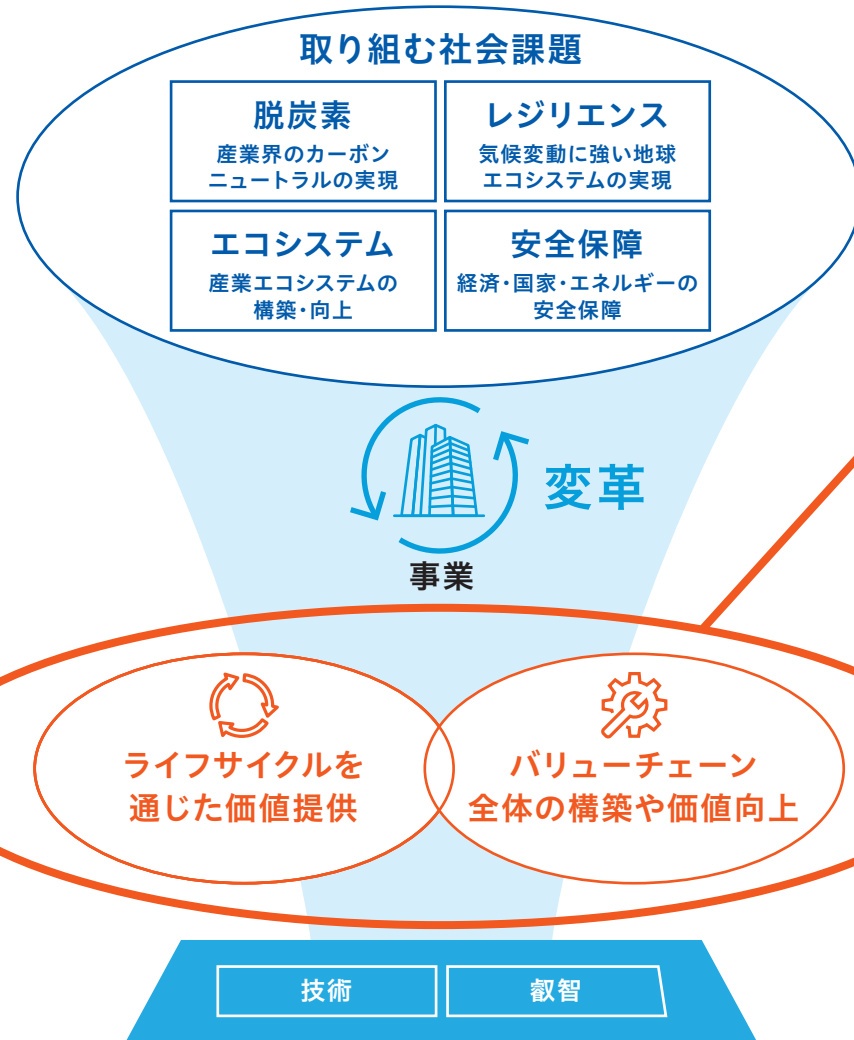 取り組む社会課題
脱炭素
産業界のカーボン
ニュートラルの実現
レジリエンス
気候変動に強い地球
エコシステムの実現
エコシステム
産業エコシステムの
構築・向上
安全保障
経済・国家・エネルギーの
安全保障
変革
事業
ライフサイクルを
通じた価値提供
バリューチェーン
全体の構築や価値向上
技術
叡智